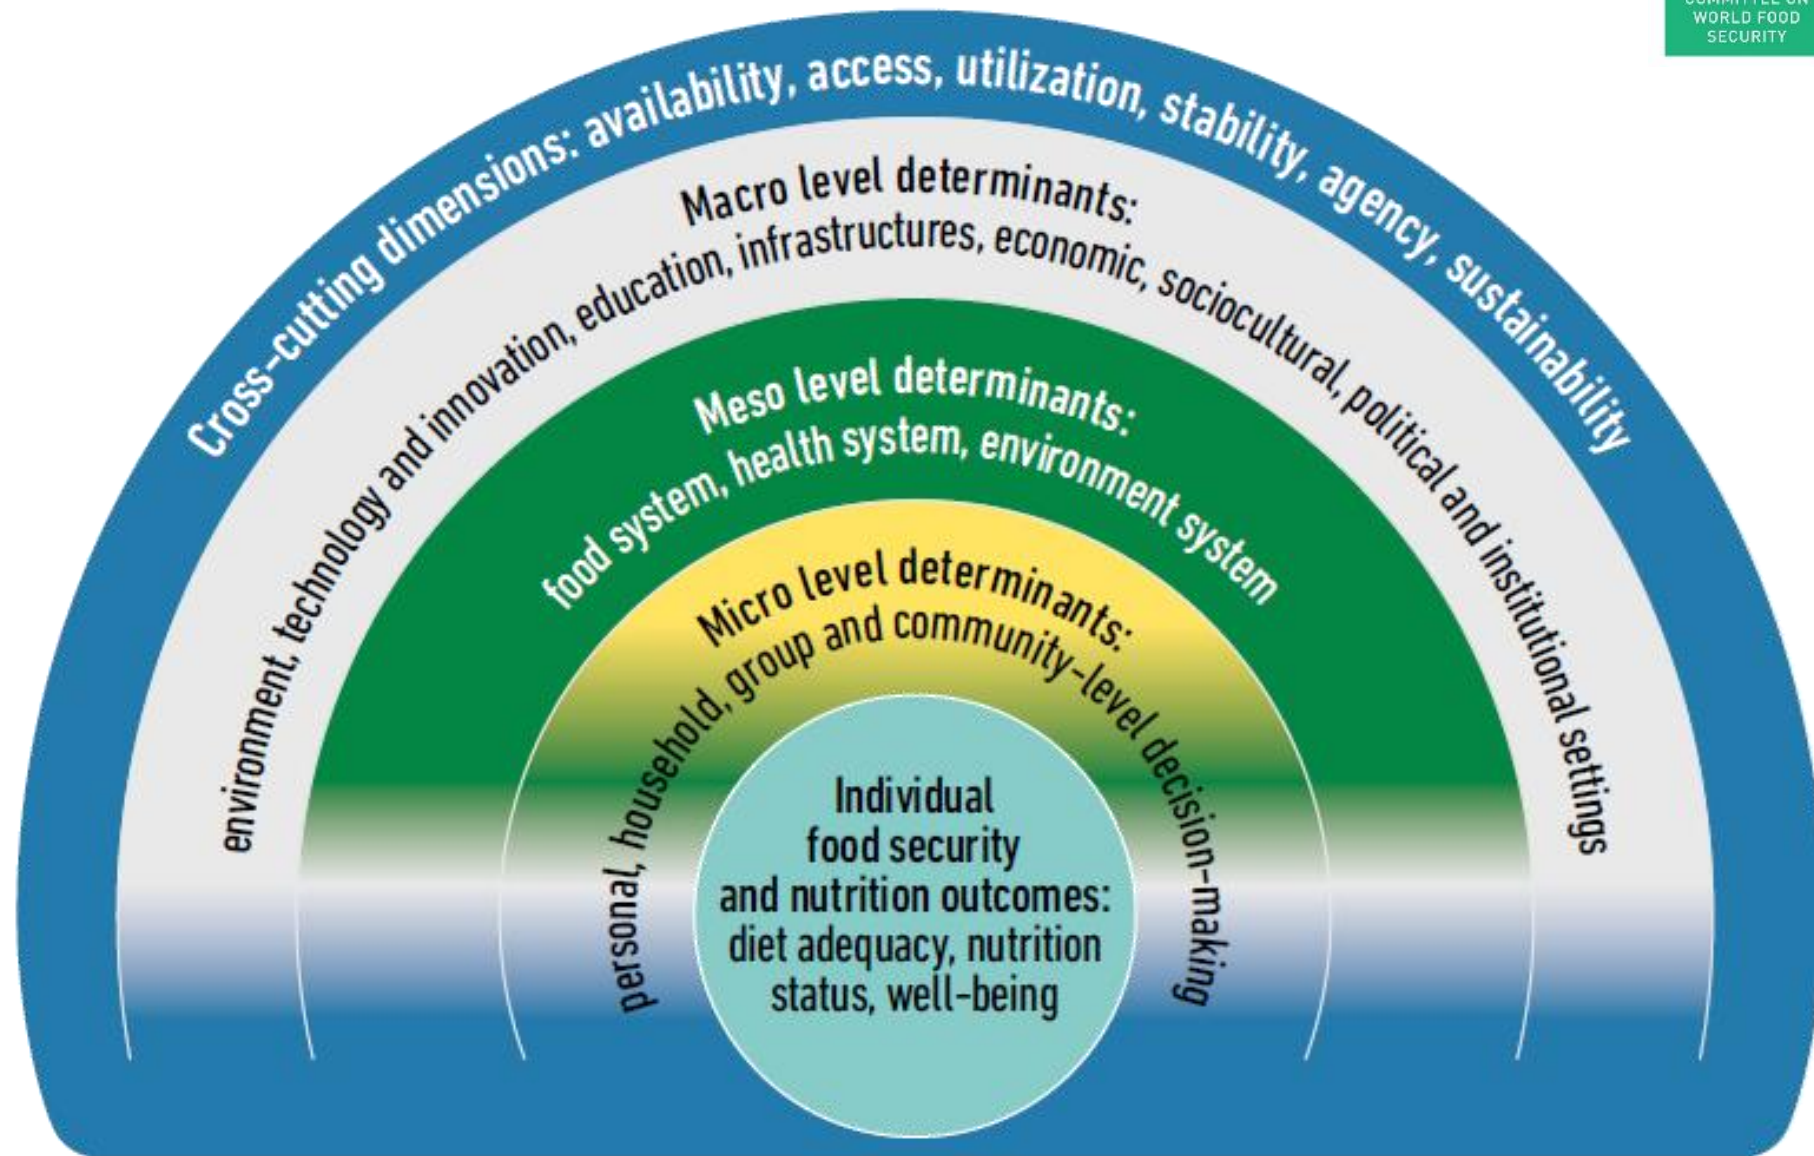 COMMITTEE ON
WORLD FOOD
SECURITY
Cross-cutting dimensions: availability, access, utilization, stability, agency, sustainability
Macro level determinants:
environment, technology and innovation, education, infrastructures, economic, sociocultural, political and institutional settings
Meso level determinants:
food system, health system, environment system
Micro level determinants:
personal, household, group and community-level decision-making
Individual
food security
and nutrition outcomes:
diet adequacy, nutrition
status, well-being